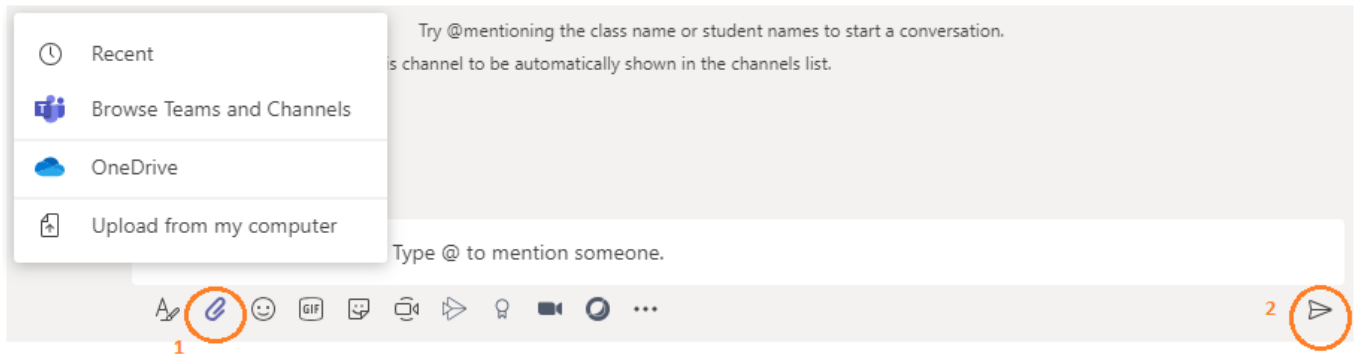 Try @mentioning the class name or student names to start a conversation.
Recent
s channel to be automatically shown in the channels list.
Browse Teams and Channels
OneDrive
Upload from my computer
Type @ to mention someone.
GIF
2
1